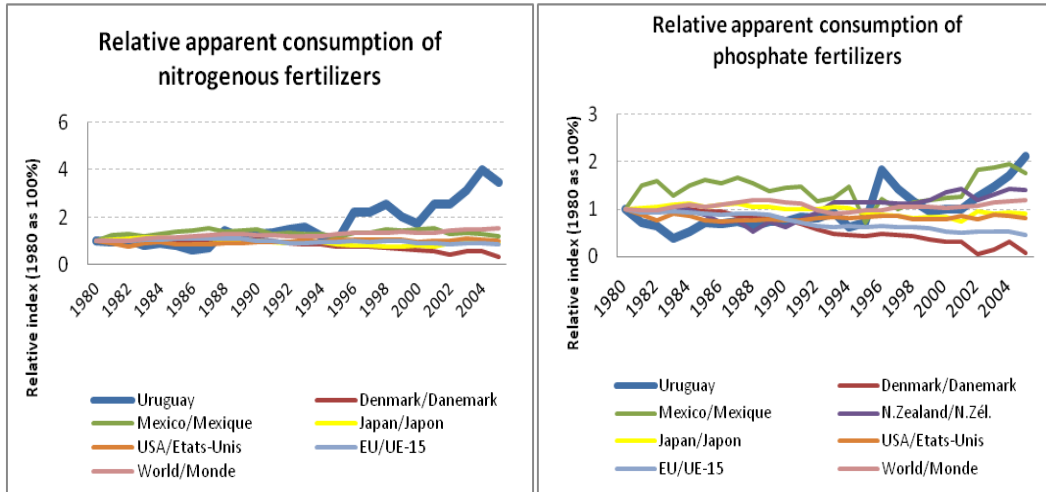 Relative apparent consumption of
nitrogenous fertilizers
Relative index (1980 as 100%)
6
4
2
0
1980
1982
1984
1986
1988
1990
1992
1994
1996
1998
2000
2002
2004
Uruguay
Denmark/Danemark
Mexico/Mexique
Japan/Japon
USA/Etats-Unis
EU/UE-15
World/Monde
Relative apparent consumption of
phosphate fertilizers
Relative index (1980 as 100%)
3
2
1
0
1980
1982
1984
1986
1988
1990
1992
1994
1996
1998
2000
2002
2004
Uruguay
Denmark/Danemark
Mexico/Mexique
N.Zealand/N.Zél.
Japan/Japon
USA/Etats-Unis
EU/UE-15
World/Monde